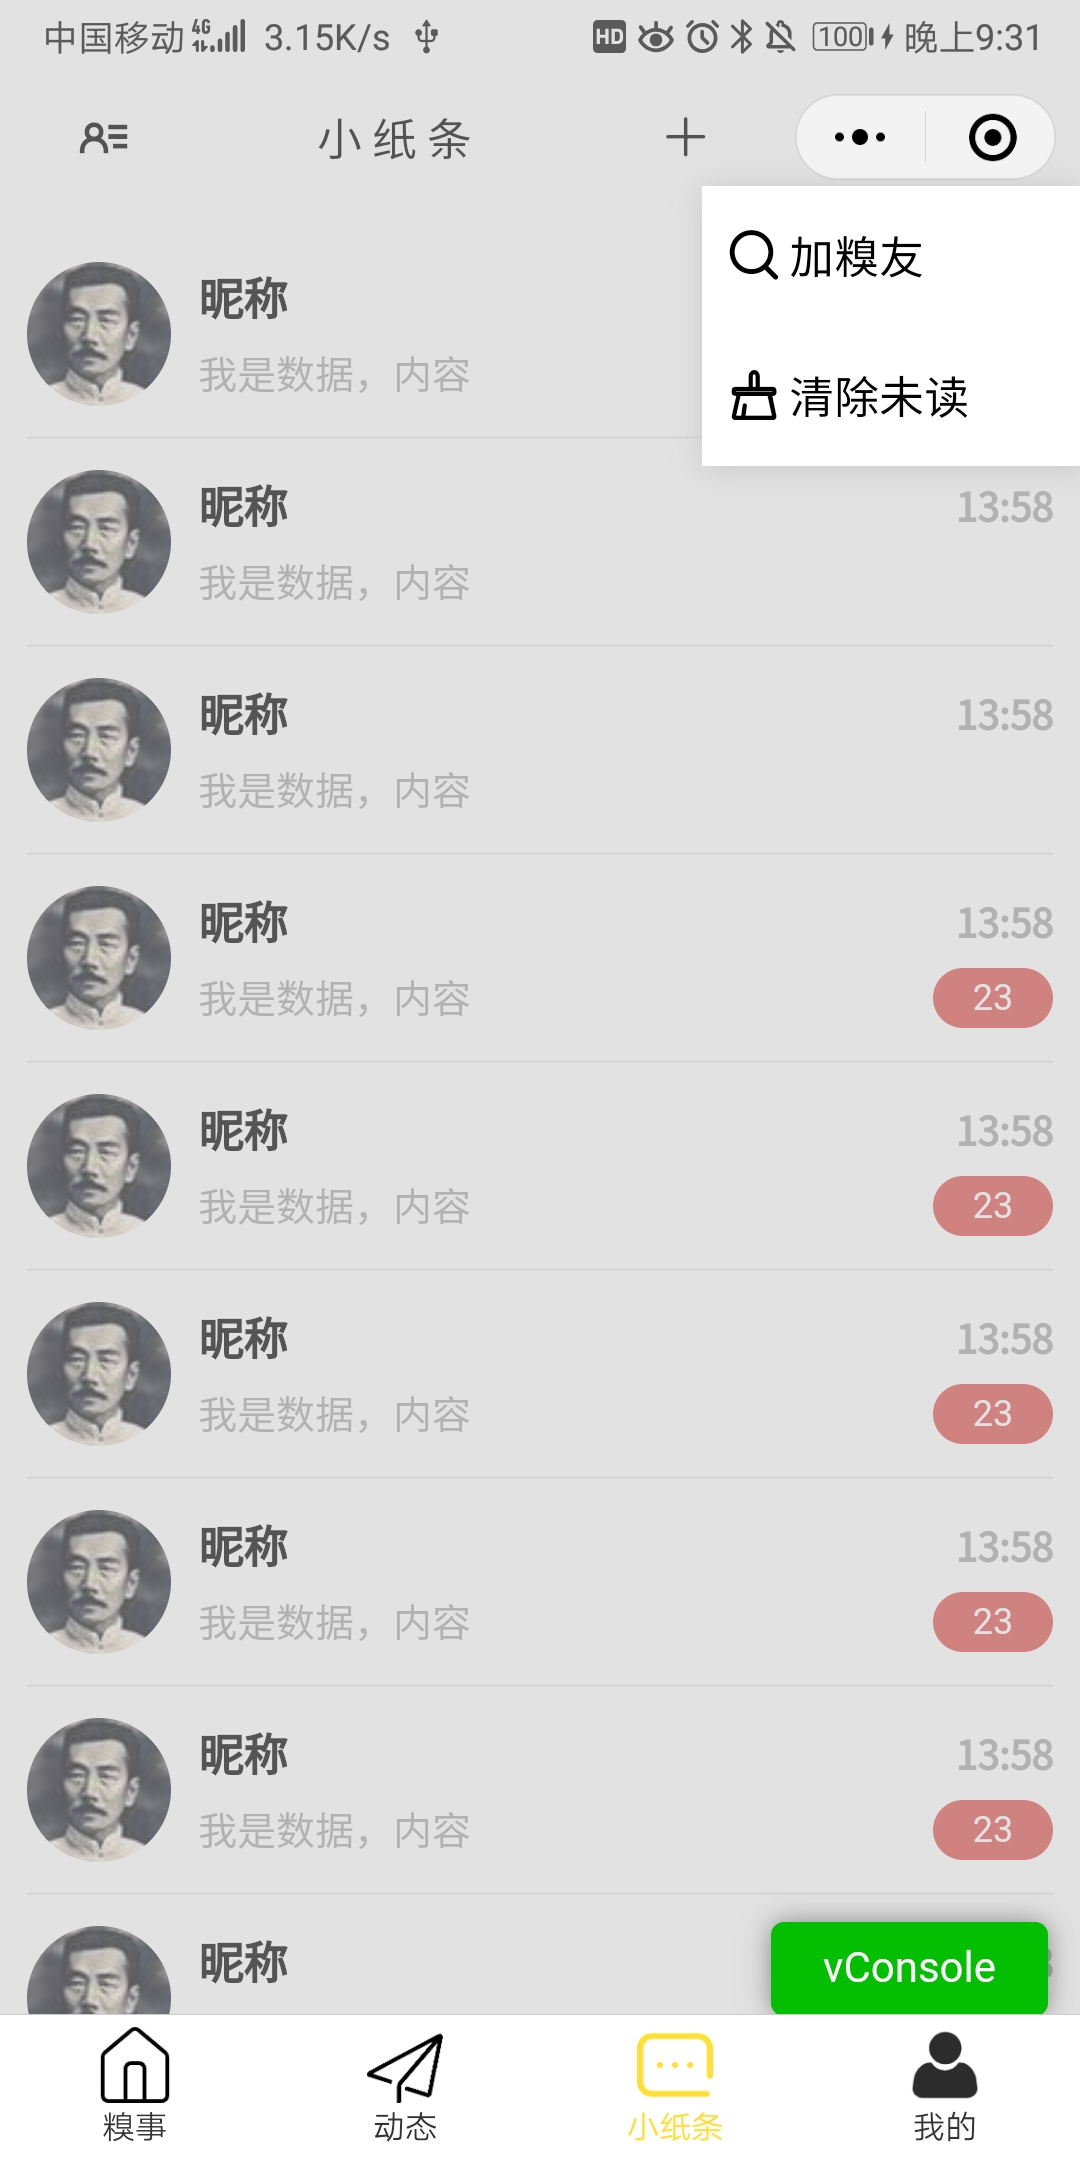 中国移动 4G 3.15K/s HD 100 晚上9:31
小纸条
加糗友
清除未读
昵称
我是数据，内容
昵称 13:58
我是数据，内容
昵称 13:58
我是数据，内容
昵称 13:58
我是数据，内容 23
昵称 13:58
我是数据，内容 23
昵称 13:58
我是数据，内容 23
昵称 13:58
我是数据，内容 23
昵称 13:58
我是数据，内容 23
昵称
vConsole
糗事 动态 小纸条 我的